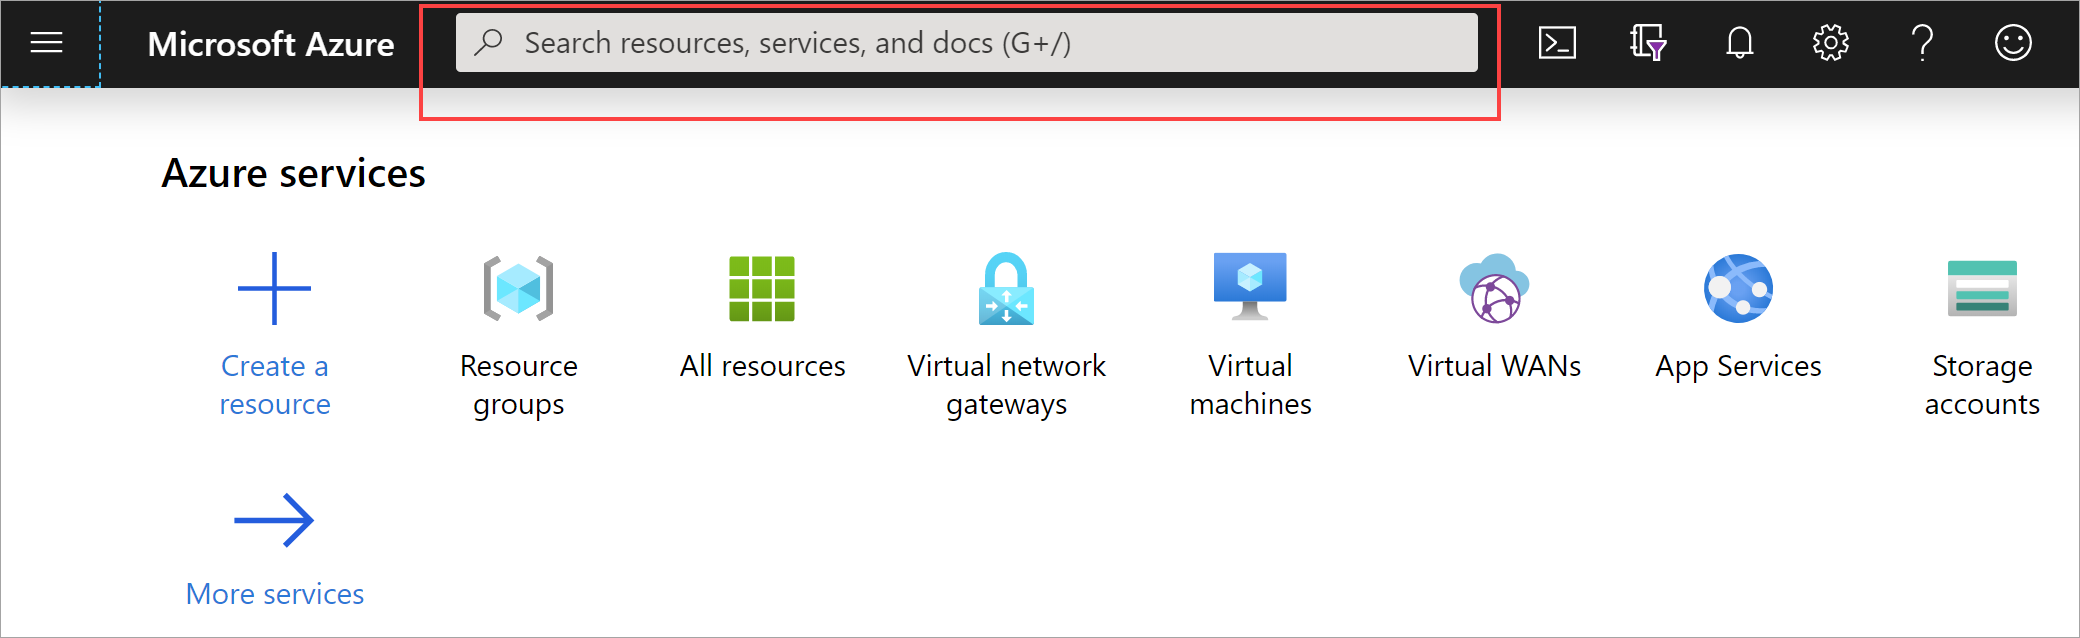 Microsoft Azure
Search resources, services, and docs (G+/)
Azure services
Create a
resource
Resource
groups
All resources
Virtual network
gateways
Virtual
machines
Virtual WANs
App Services
Storage
accounts
More services